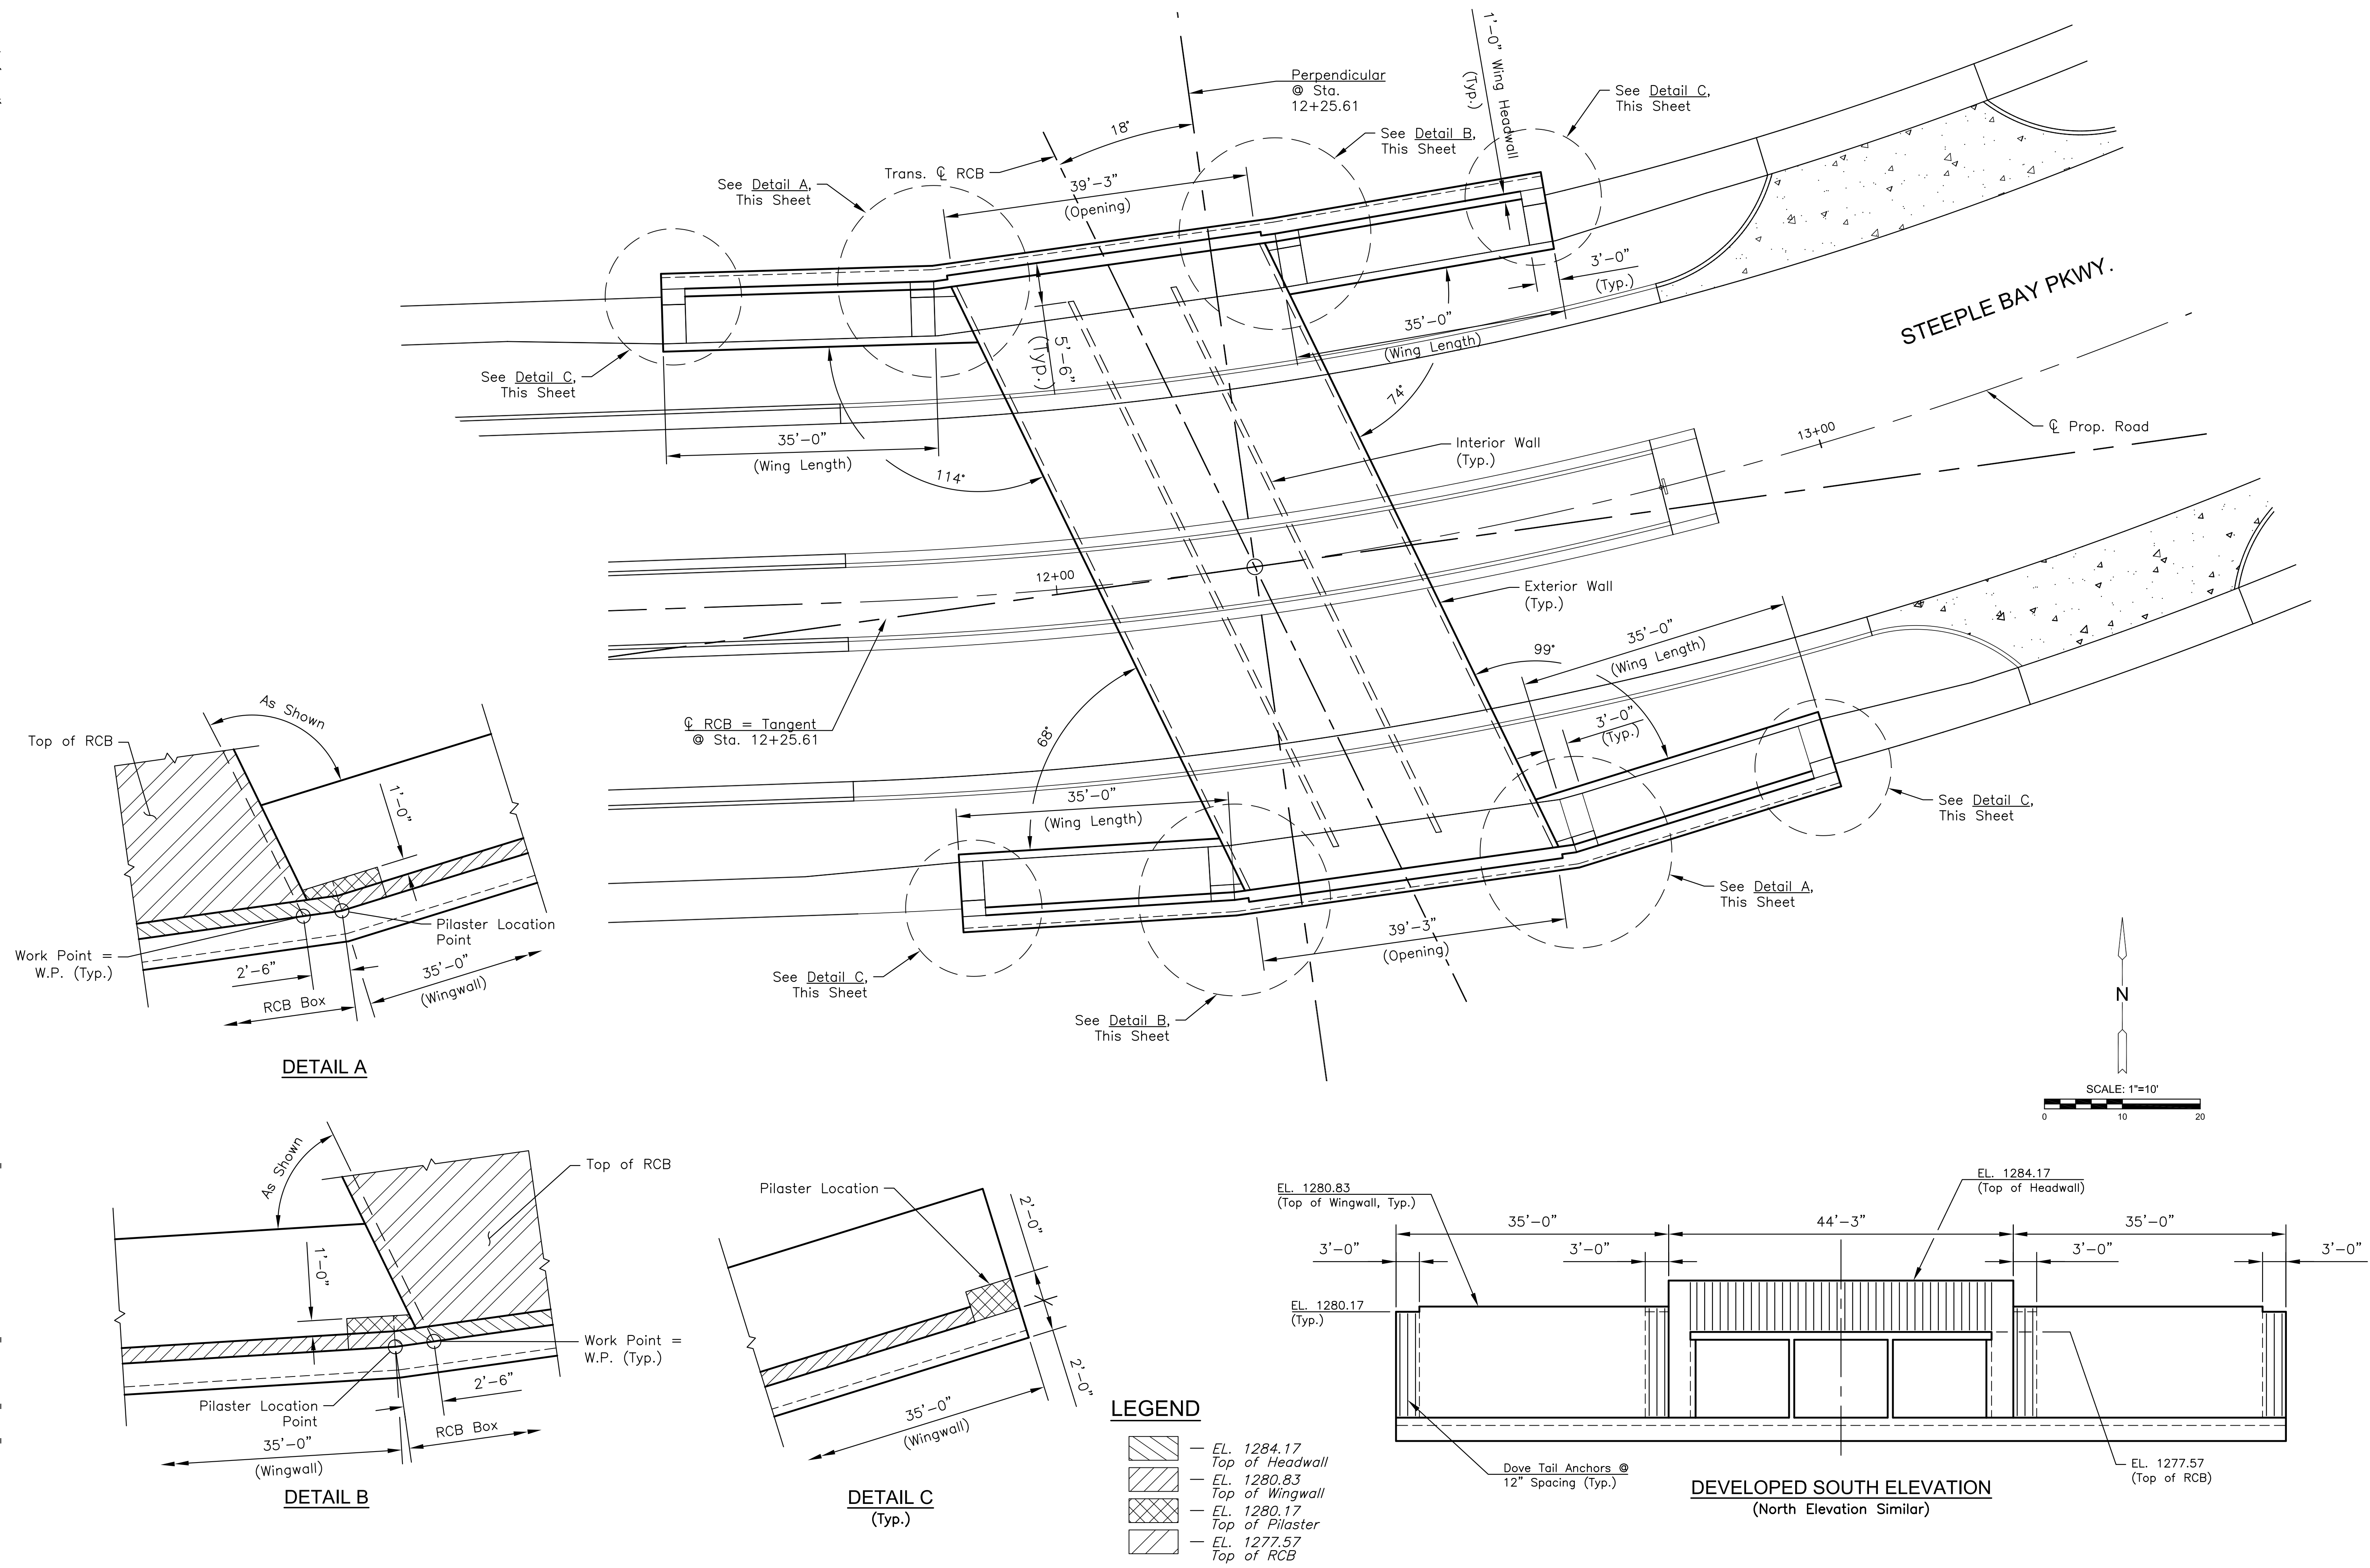 1'-0" Wing Headwall
(Typ.)
Perpendicular
@ Sta.
12+25.61
See Detail C,
This Sheet
18°
See Detail B,
This Sheet
Trans. ℄ RCB
39'-3"
(Opening)
See Detail A,
This Sheet
3'-0"
(Typ.)
STEEPLE BAY PKWY.
35'-0"
(Wing Length)
5'-6"
(Typ.)
See Detail C,
This Sheet
74°
35'-0"
(Wing Length)
114°
Interior Wall
(Typ.)
13+00
℄ Prop. Road
12+00
Exterior Wall
(Typ.)
35'-0"
(Wing Length)
99°
℄ RCB = Tangent
@ Sta. 12+25.61
68°
3'-0"
(Typ.)
35'-0"
(Wing Length)
See Detail C,
This Sheet
See Detail A,
This Sheet
39'-3"
(Opening)
See Detail C,
This Sheet
See Detail B,
This Sheet
N
SCALE: 1"=10'
0 10 20
As Shown
Top of RCB
1'-0"
Pilaster Location
Point
Work Point =
W.P. (Typ.)
2'-6"
35'-0"
(Wingwall)
RCB Box
DETAIL A
As Shown
Top of RCB
1'-0"
Work Point =
W.P. (Typ.)
2'-6"
Pilaster Location
Point
RCB Box
35'-0"
(Wingwall)
DETAIL B
Pilaster Location
2'-0"
2'-0"
35'-0"
(Wingwall)
DETAIL C
(Typ.)
LEGEND
— EL. 1284.17
Top of Headwall
— EL. 1280.83
Top of Wingwall
— EL. 1280.17
Top of Pilaster
— EL. 1277.57
Top of RCB
EL. 1284.17
(Top of Headwall)
EL. 1280.83
(Top of Wingwall, Typ.)
35'-0" 44'-3" 35'-0"
3'-0" 3'-0" 3'-0" 3'-0"
EL. 1280.17
(Typ.)
Dove Tail Anchors @
12" Spacing (Typ.)
EL. 1277.57
(Top of RCB)
DEVELOPED SOUTH ELEVATION
(North Elevation Similar)